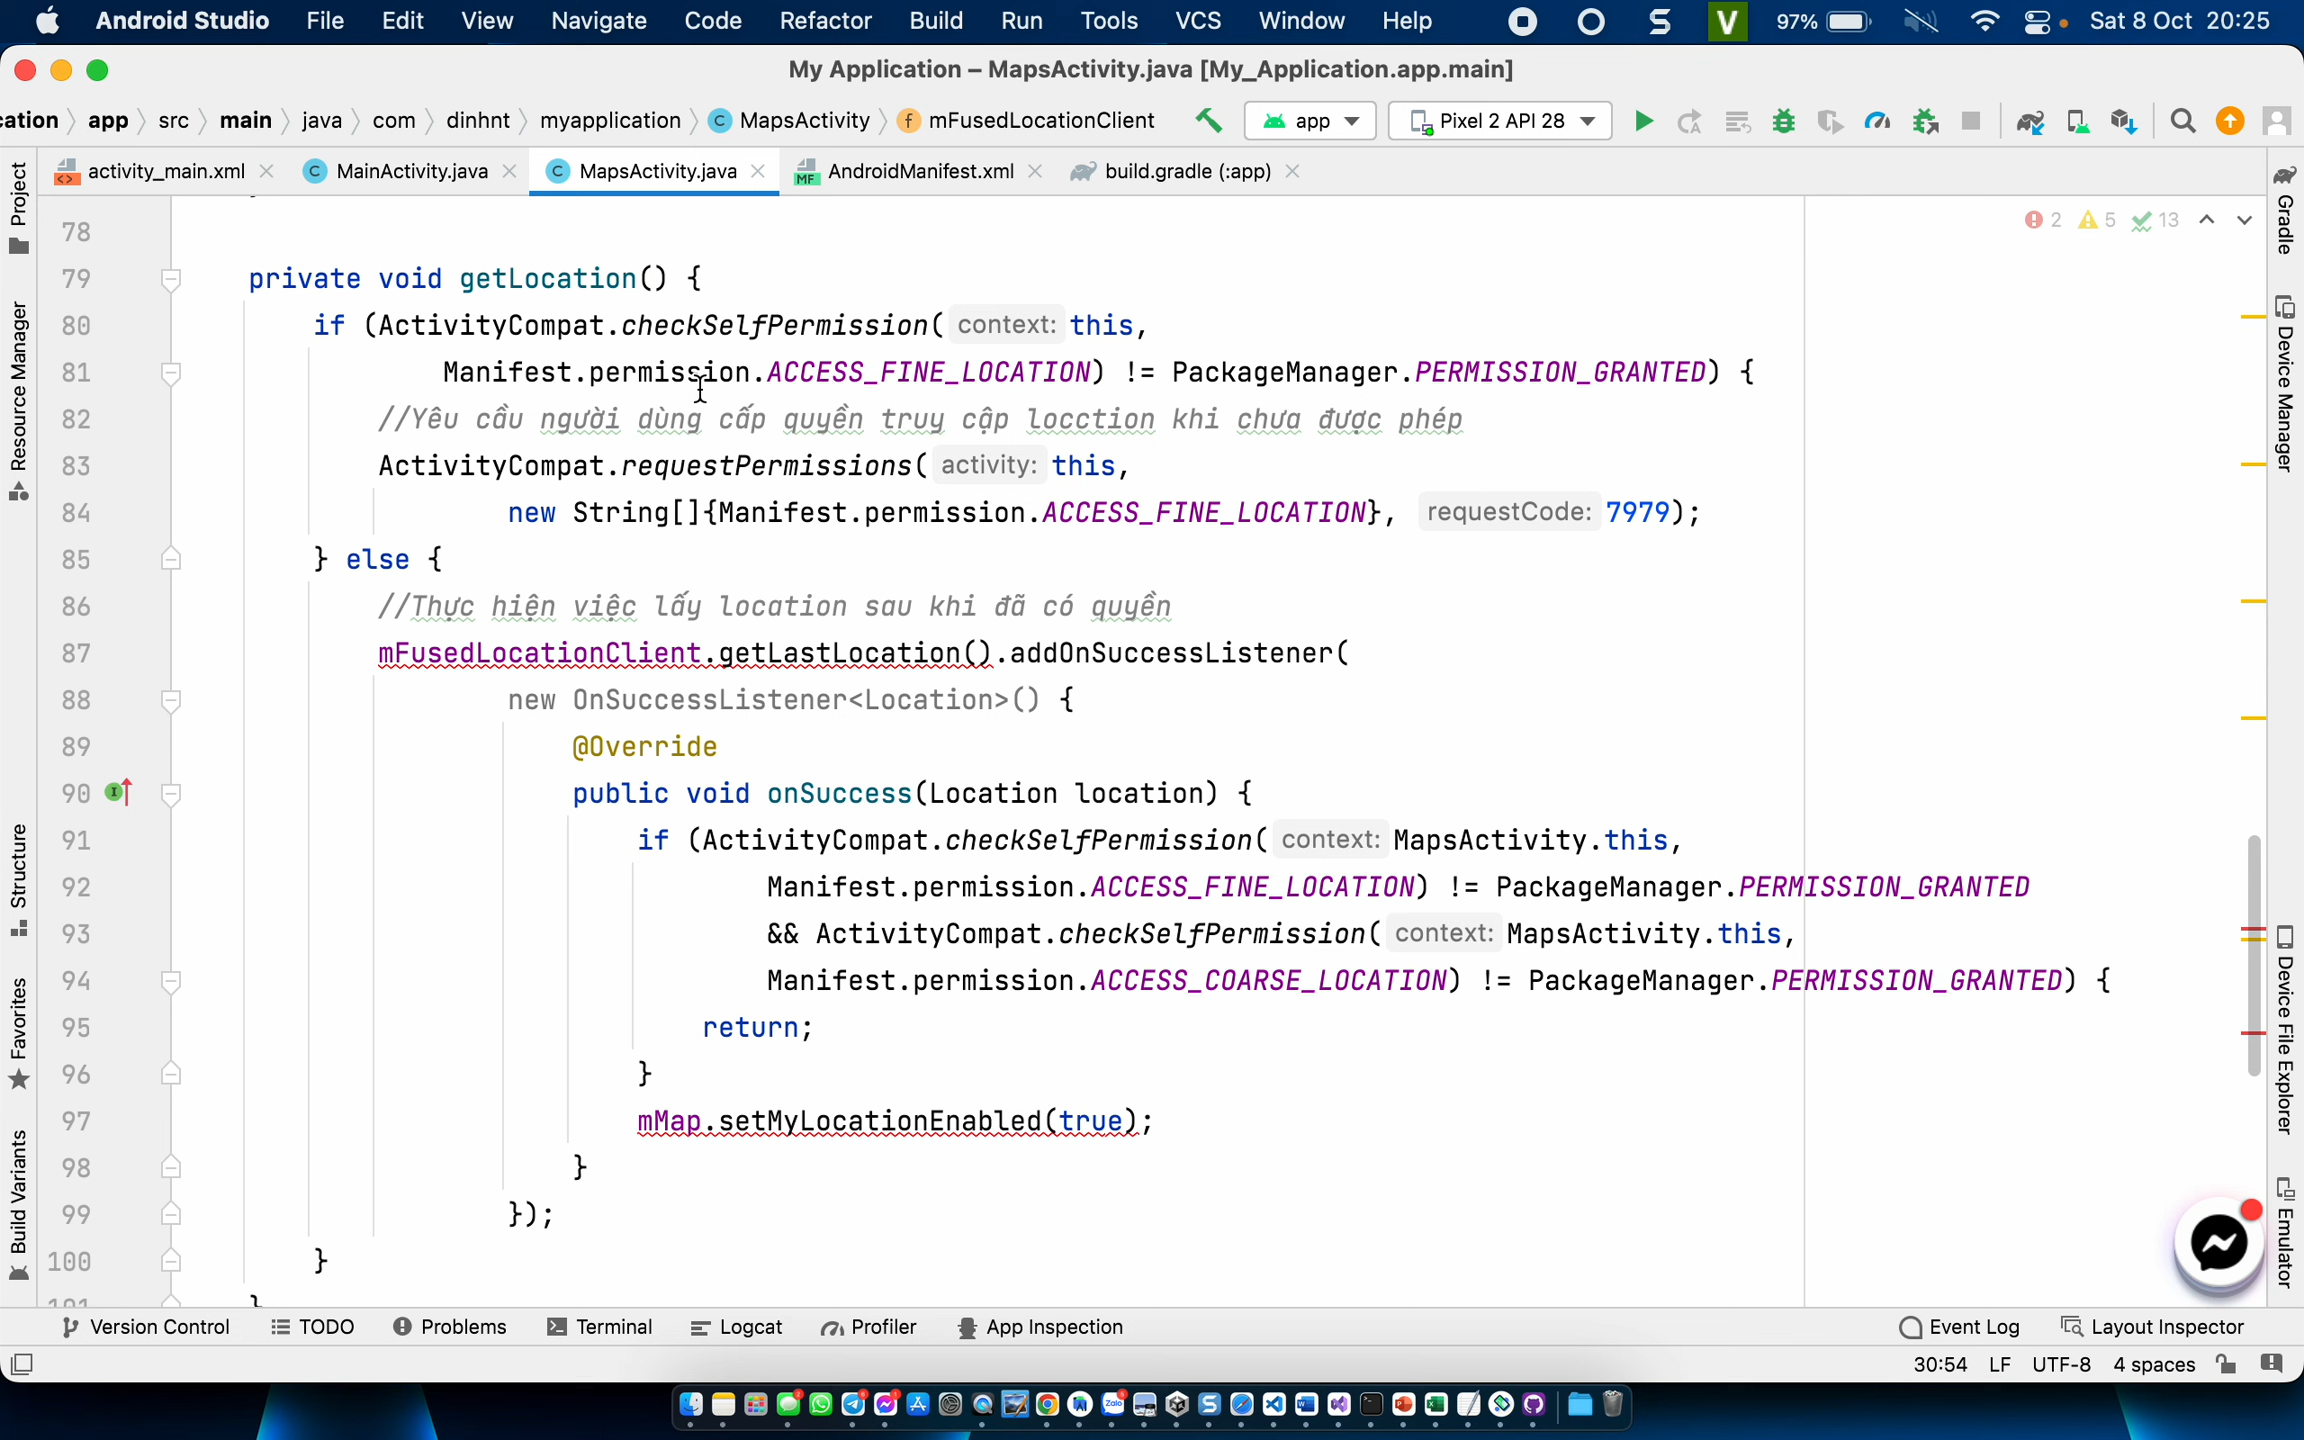 Android Studio File Edit View Navigate Code Refactor Build Run Tools VCS Window Help S V 97% Sat 8 Oct 20:25
My Application – MapsActivity.java [My_Application.app.main]
cation app src main java com dinhnt myapplication C MapsActivity f mFusedLocationClient app Pixel 2 API 28
activity_main.xml C MainActivity.java C MapsActivity.java MF AndroidManifest.xml build.gradle (:app)
2 5 13
78
79 private void getLocation() {
80 if (ActivityCompat.checkSelfPermission( context: this,
81 Manifest.permission.ACCESS_FINE_LOCATION) != PackageManager.PERMISSION_GRANTED) {
82 //Yêu cầu người dùng cấp quyền truy cập locction khi chưa được phép
83 ActivityCompat.requestPermissions( activity: this,
84 new String[]{Manifest.permission.ACCESS_FINE_LOCATION}, requestCode: 7979);
85 } else {
86 //Thực hiện việc lấy location sau khi đã có quyền
87 mFusedLocationClient.getLastLocation().addOnSuccessListener(
88 new OnSuccessListener<Location>() {
89 @Override
90 public void onSuccess(Location location) {
91 if (ActivityCompat.checkSelfPermission( context: MapsActivity.this,
92 Manifest.permission.ACCESS_FINE_LOCATION) != PackageManager.PERMISSION_GRANTED
93 && ActivityCompat.checkSelfPermission( context: MapsActivity.this,
94 Manifest.permission.ACCESS_COARSE_LOCATION) != PackageManager.PERMISSION_GRANTED) {
95 return;
96 }
97 mMap.setMyLocationEnabled(true);
98 }
99 });
100 }
101 }
Project
Resource Manager
Structure
Favorites
Build Variants
Gradle
Device Manager
Device File Explorer
Emulator
Version Control TODO Problems Terminal Logcat Profiler App Inspection Event Log Layout Inspector
30:54 LF UTF-8 4 spaces